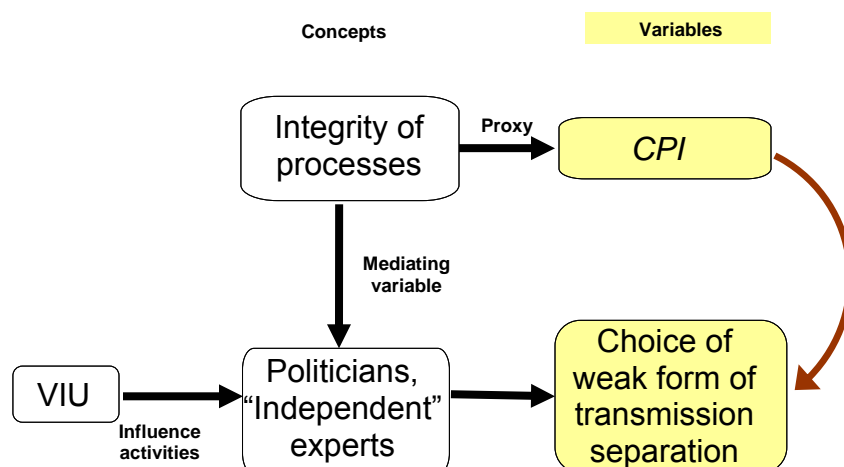 Concepts
Variables
Integrity of
processes
Proxy
CPI
Mediating
variable
VIU
Influence
activities
Politicians,
“Independent”
experts
Choice of
weak form of
transmission
separation